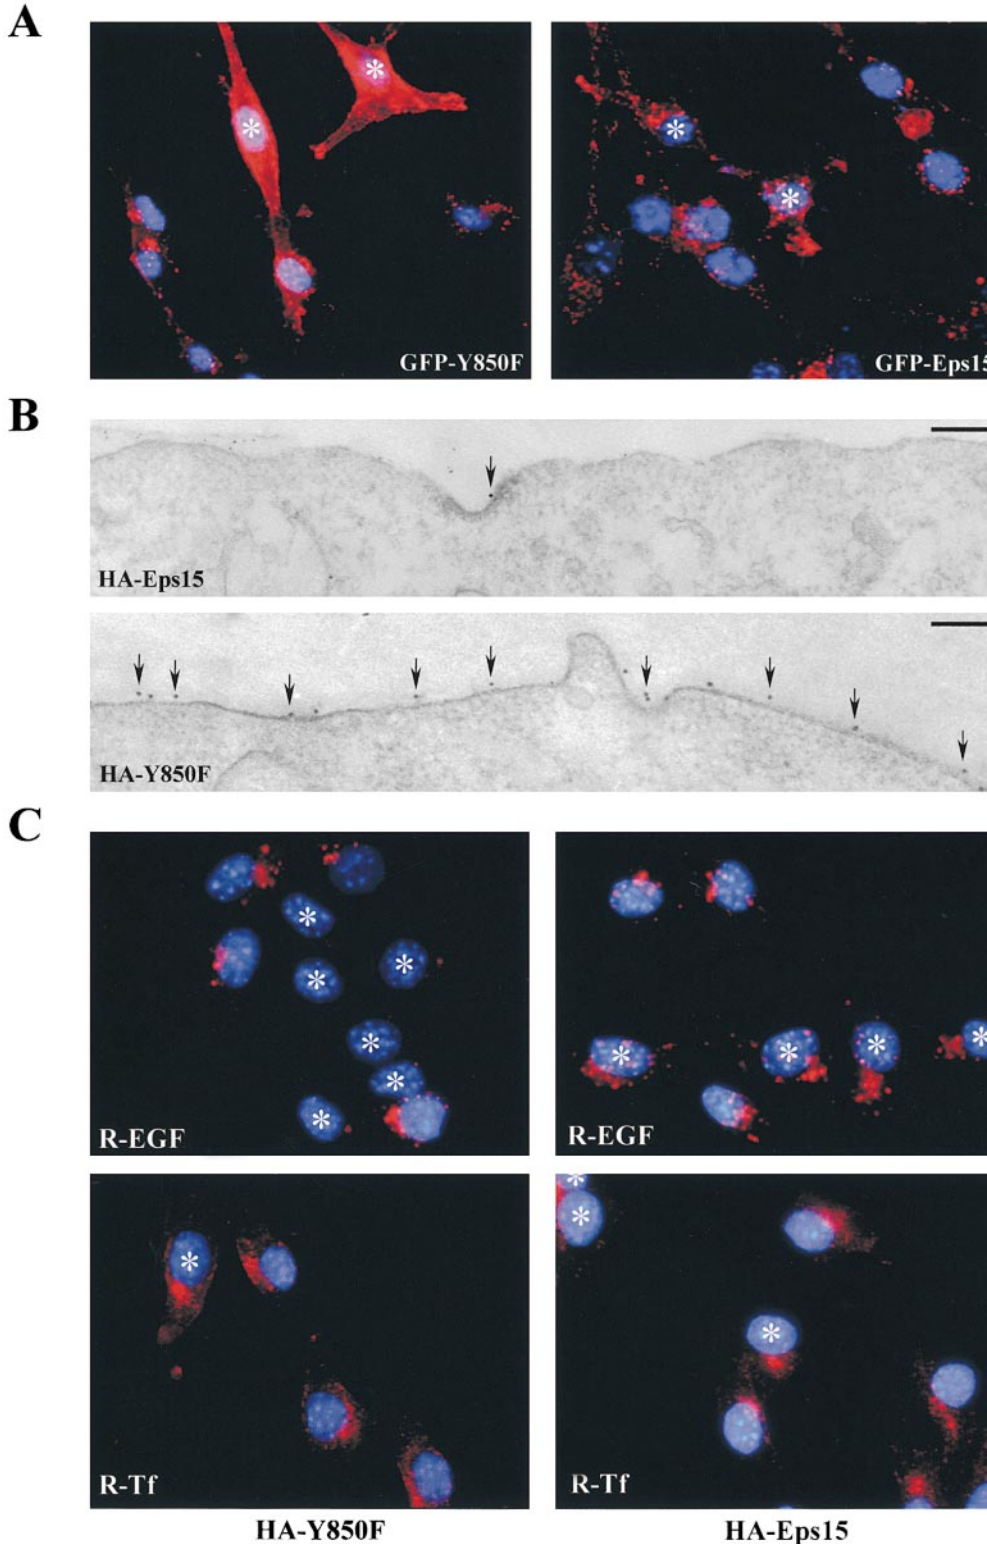 A
GFP-Y850F
GFP-Eps15
B
HA-Eps15
HA-Y850F
C
* * * * * *
R-EGF
* * * *
R-EGF
*
R-Tf
* * *
R-Tf
HA-Y850F
HA-Eps15